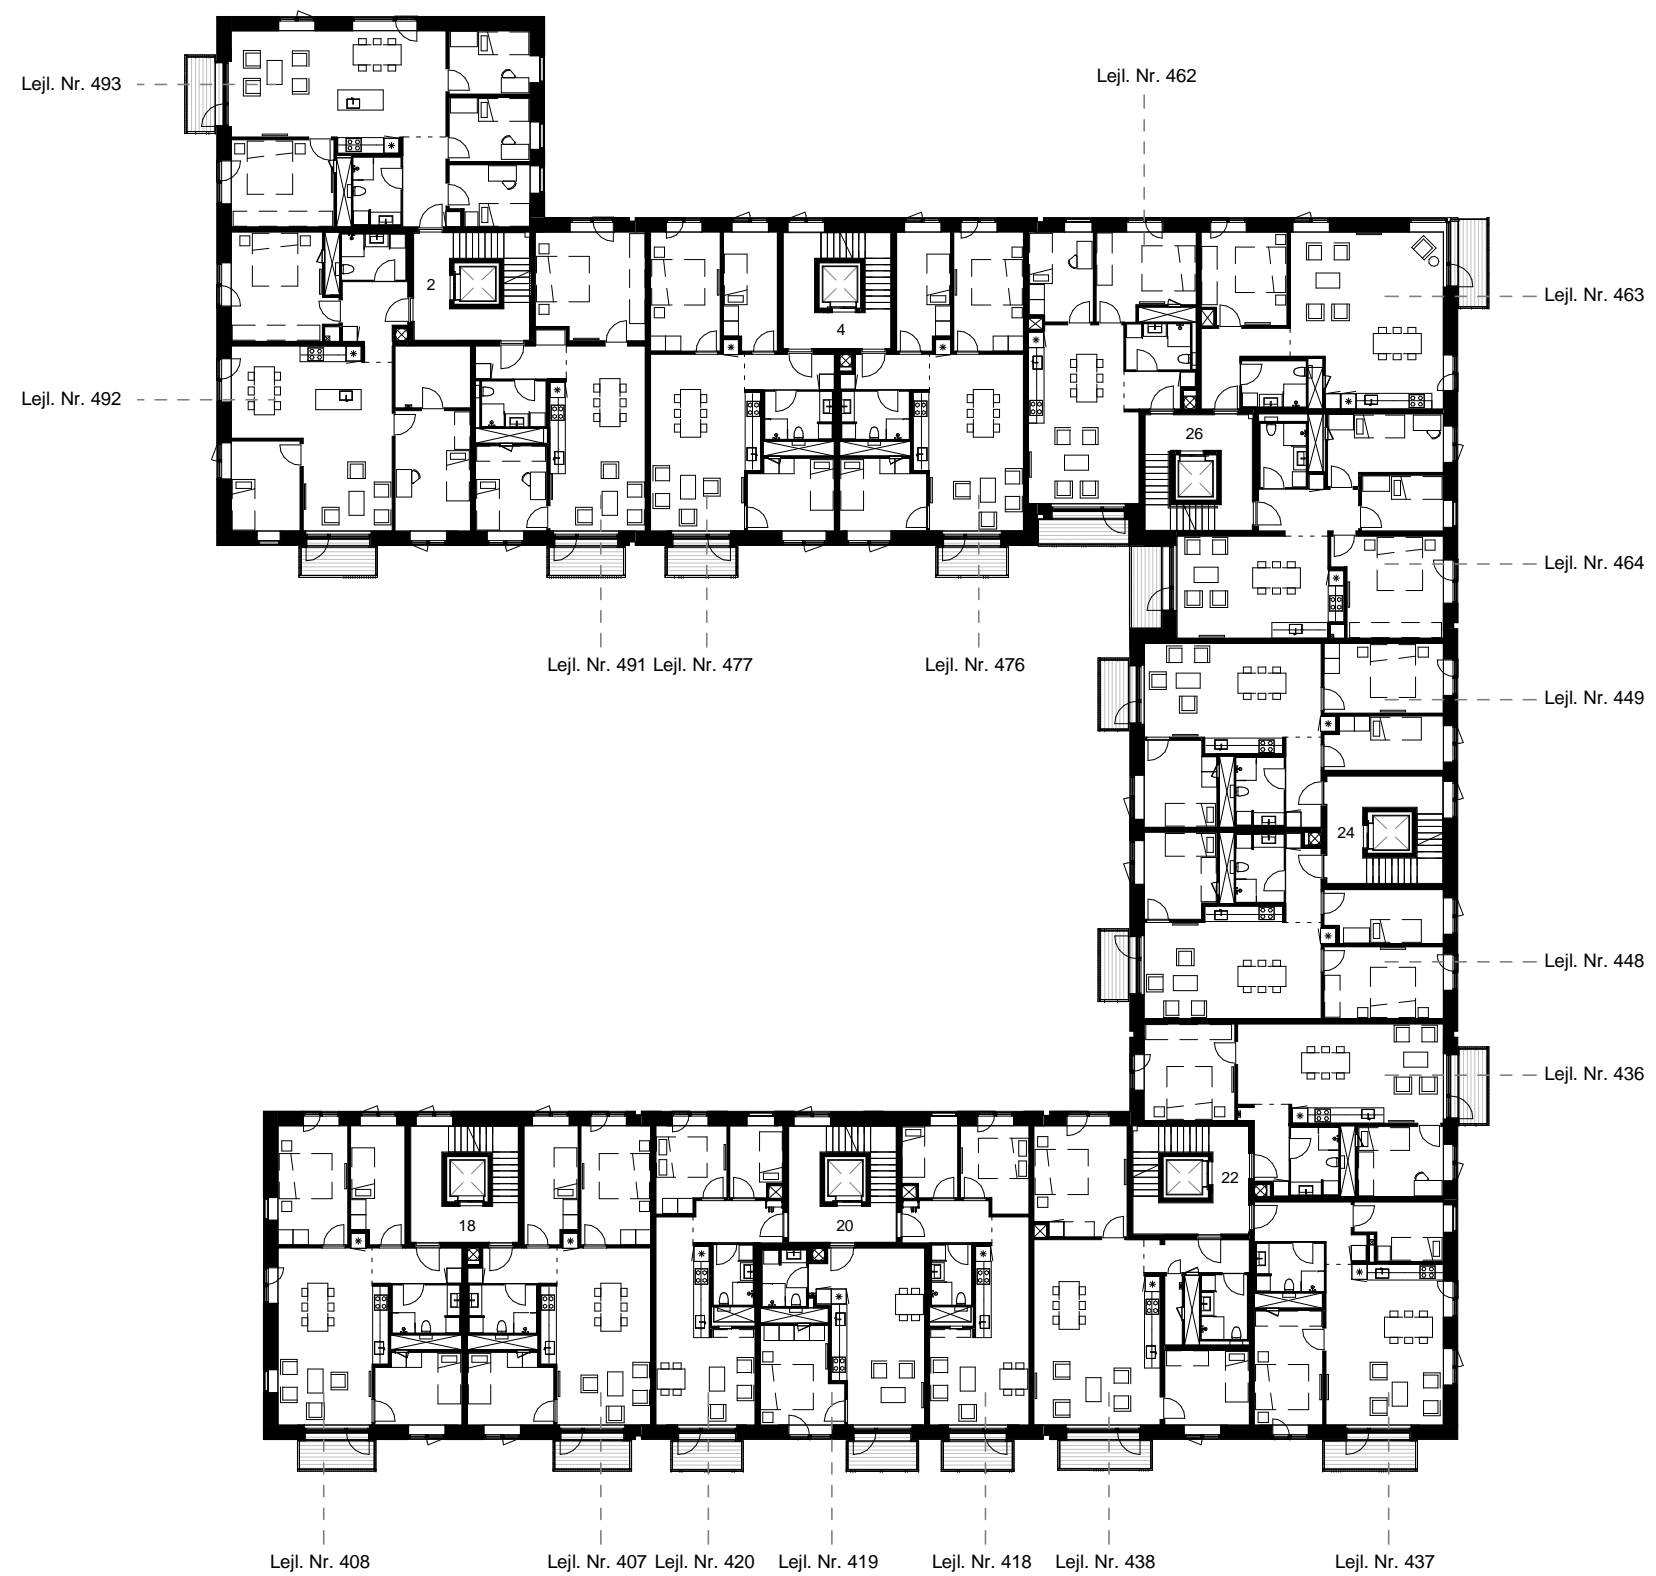 Lejl. Nr. 462
Lejl. Nr. 493
2
4
Lejl. Nr. 463
Lejl. Nr. 492
26
Lejl. Nr. 464
Lejl. Nr. 491
Lejl. Nr. 477
Lejl. Nr. 476
Lejl. Nr. 449
24
Lejl. Nr. 448
Lejl. Nr. 436
22
18
20
Lejl. Nr. 408
Lejl. Nr. 407
Lejl. Nr. 420
Lejl. Nr. 419
Lejl. Nr. 418
Lejl. Nr. 438
Lejl. Nr. 437